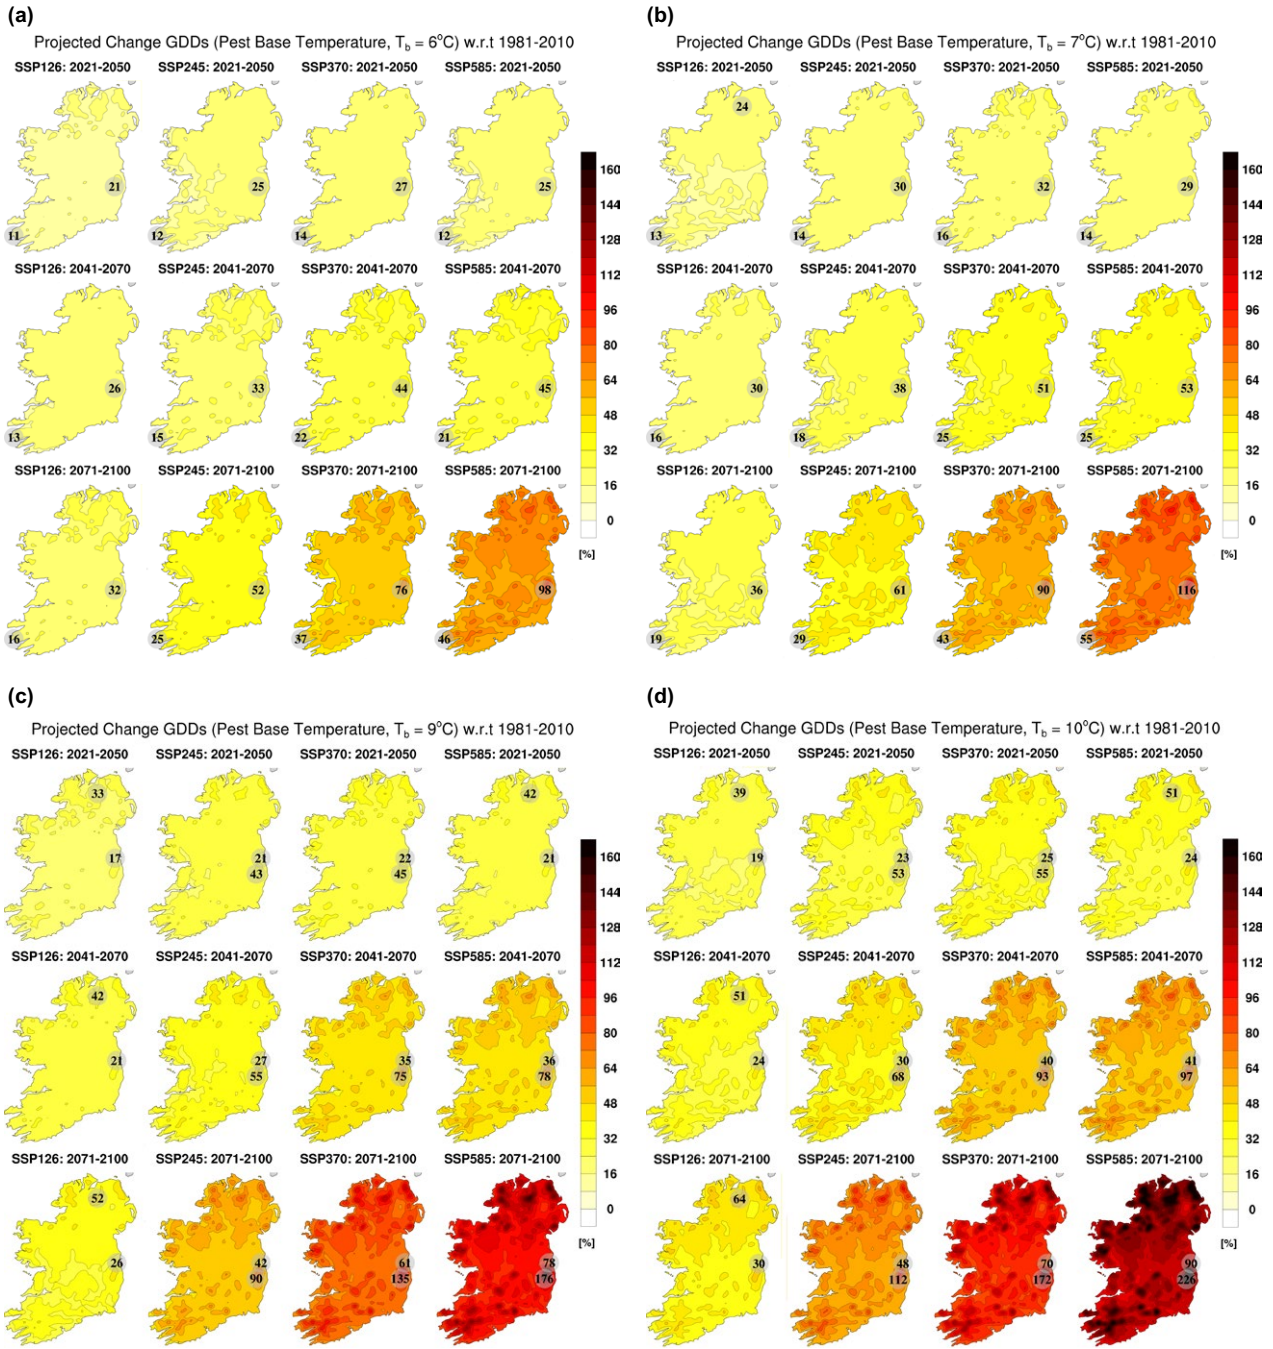 (a)
Projected Change GDDs (Pest Base Temperature, Tb = 6°C) w.r.t 1981-2010
SSP126: 2021-2050 SSP245: 2021-2050 SSP370: 2021-2050 SSP585: 2021-2050
21 25 27 25
11 12 14 12
SSP126: 2041-2070 SSP245: 2041-2070 SSP370: 2041-2070 SSP585: 2041-2070
26 33 44 45
13 15 22 21
SSP126: 2071-2100 SSP245: 2071-2100 SSP370: 2071-2100 SSP585: 2071-2100
32 52 76 98
16 25 37 46
160
144
128
112
96
80
64
48
32
16
0
[%]
(b)
Projected Change GDDs (Pest Base Temperature, Tb = 7°C) w.r.t 1981-2010
SSP126: 2021-2050 SSP245: 2021-2050 SSP370: 2021-2050 SSP585: 2021-2050
24
30 32 29
13 14 16 14
SSP126: 2041-2070 SSP245: 2041-2070 SSP370: 2041-2070 SSP585: 2041-2070
30 38 51 53
16 18 25 25
SSP126: 2071-2100 SSP245: 2071-2100 SSP370: 2071-2100 SSP585: 2071-2100
36 61 90 116
19 29 43 55
160
144
128
112
96
80
64
48
32
16
0
[%]
(c)
Projected Change GDDs (Pest Base Temperature, Tb = 9°C) w.r.t 1981-2010
SSP126: 2021-2050 SSP245: 2021-2050 SSP370: 2021-2050 SSP585: 2021-2050
33 42
17 21 22 21
43 45
SSP126: 2041-2070 SSP245: 2041-2070 SSP370: 2041-2070 SSP585: 2041-2070
42
21 27 35 36
55 75 78
SSP126: 2071-2100 SSP245: 2071-2100 SSP370: 2071-2100 SSP585: 2071-2100
52
26 42 61 78
90 135 176
160
144
128
112
96
80
64
48
32
16
0
[%]
(d)
Projected Change GDDs (Pest Base Temperature, Tb = 10°C) w.r.t 1981-2010
SSP126: 2021-2050 SSP245: 2021-2050 SSP370: 2021-2050 SSP585: 2021-2050
39 51
19 23 25 24
53 55
SSP126: 2041-2070 SSP245: 2041-2070 SSP370: 2041-2070 SSP585: 2041-2070
51
24 30 40 41
68 93 97
SSP126: 2071-2100 SSP245: 2071-2100 SSP370: 2071-2100 SSP585: 2071-2100
64
30 48 70 90
112 172 226
160
144
128
112
96
80
64
48
32
16
0
[%]